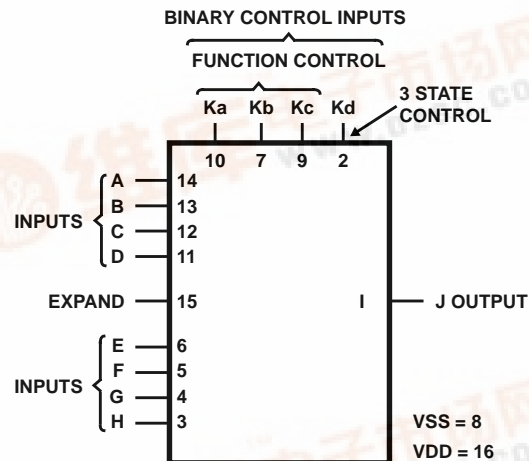 BINARY CONTROL INPUTS
FUNCTION CONTROL
Ka Kb Kc Kd
3 STATE
CONTROL
10 7 9 2
A 14
B 13
INPUTS
C 12
D 11
EXPAND 15 I J OUTPUT
E 6
F 5
INPUTS
G 4
H 3
VSS = 8
VDD = 16